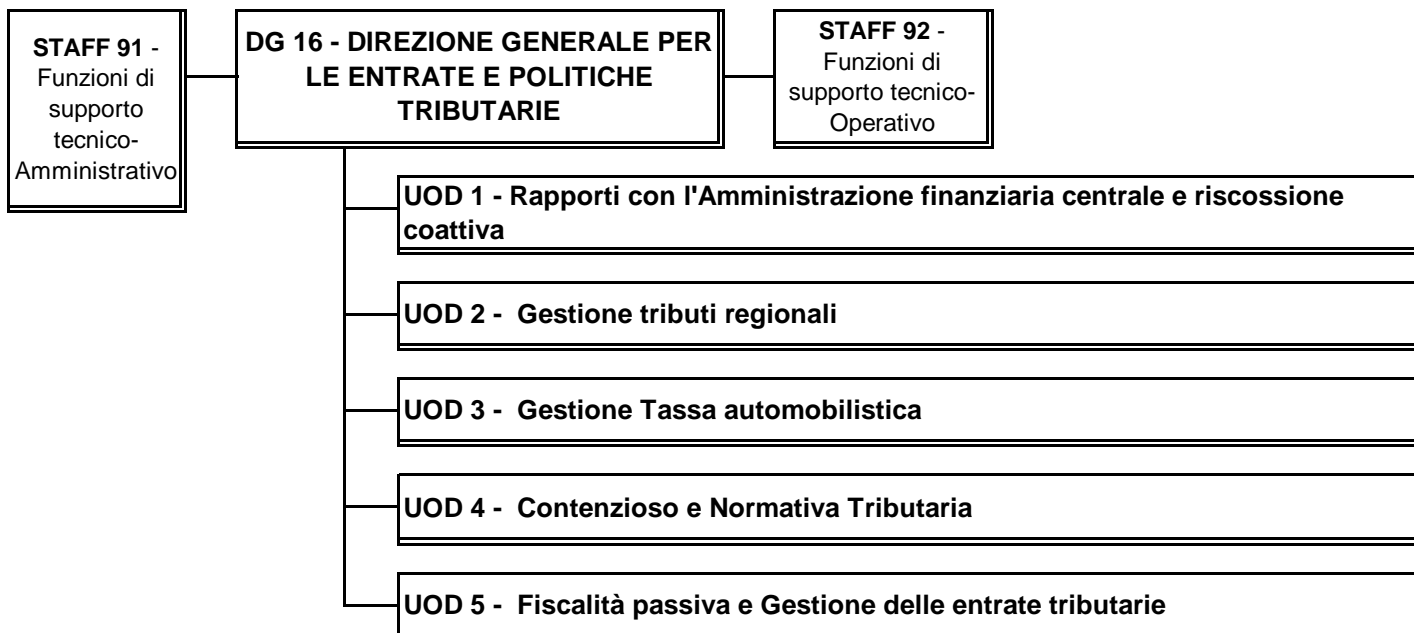 STAFF 91 -
Funzioni di
supporto
tecnico-
Amministrativo
DG 16 - DIREZIONE GENERALE PER
LE ENTRATE E POLITICHE
TRIBUTARIE
STAFF 92 -
Funzioni di
supporto tecnico-
Operativo
UOD 1 - Rapporti con l'Amministrazione finanziaria centrale e riscossione
coattiva
UOD 2 - Gestione tributi regionali
UOD 3 - Gestione Tassa automobilistica
UOD 4 - Contenzioso e Normativa Tributaria
UOD 5 - Fiscalità passiva e Gestione delle entrate tributarie